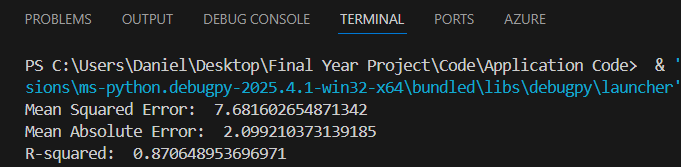 PROBLEMS OUTPUT DEBUG CONSOLE TERMINAL PORTS AZURE
PS C:\Users\Daniel\Desktop\Final Year Project\Code\Application Code>  & '
sions\ms-python.debugpy-2025.4.1-win32-x64\bundled\libs\debugpy\launcher'
Mean Squared Error:  7.681602654871342
Mean Absolute Error:  2.099210373139185
R-squared:  0.870648953696971